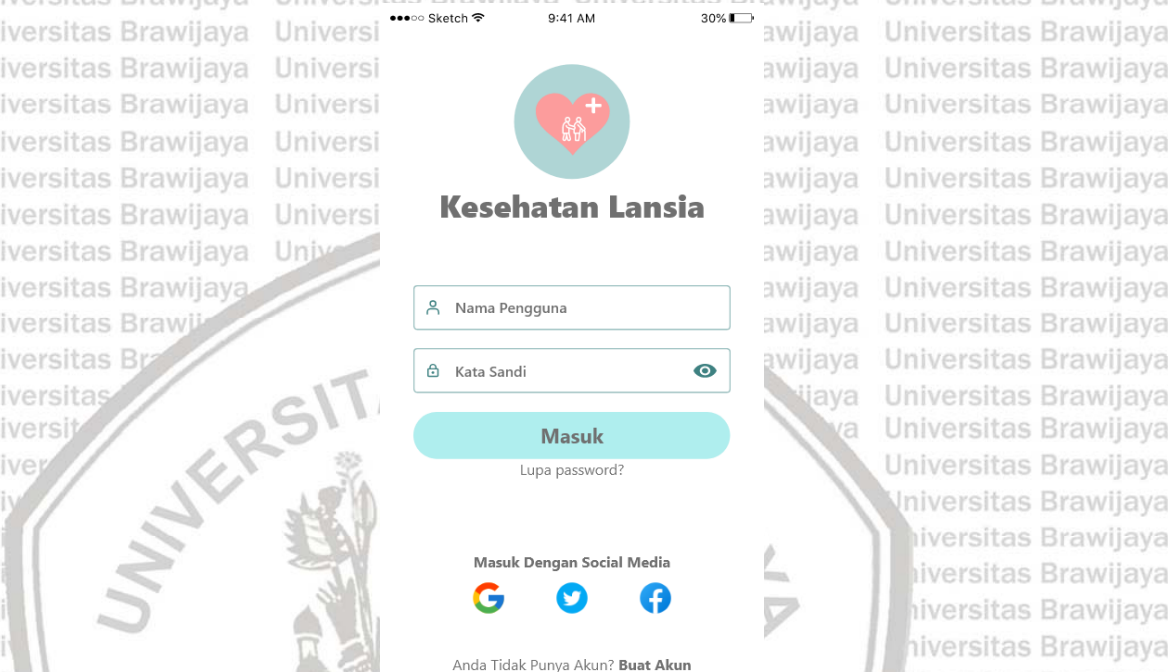 Sketch 9:41 AM 30%
Kesehatan Lansia
Nama Pengguna
Kata Sandi
Masuk
Lupa password?
Masuk Dengan Social Media
Anda Tidak Punya Akun? Buat Akun
Universitas Brawijaya
UNIVERSIT